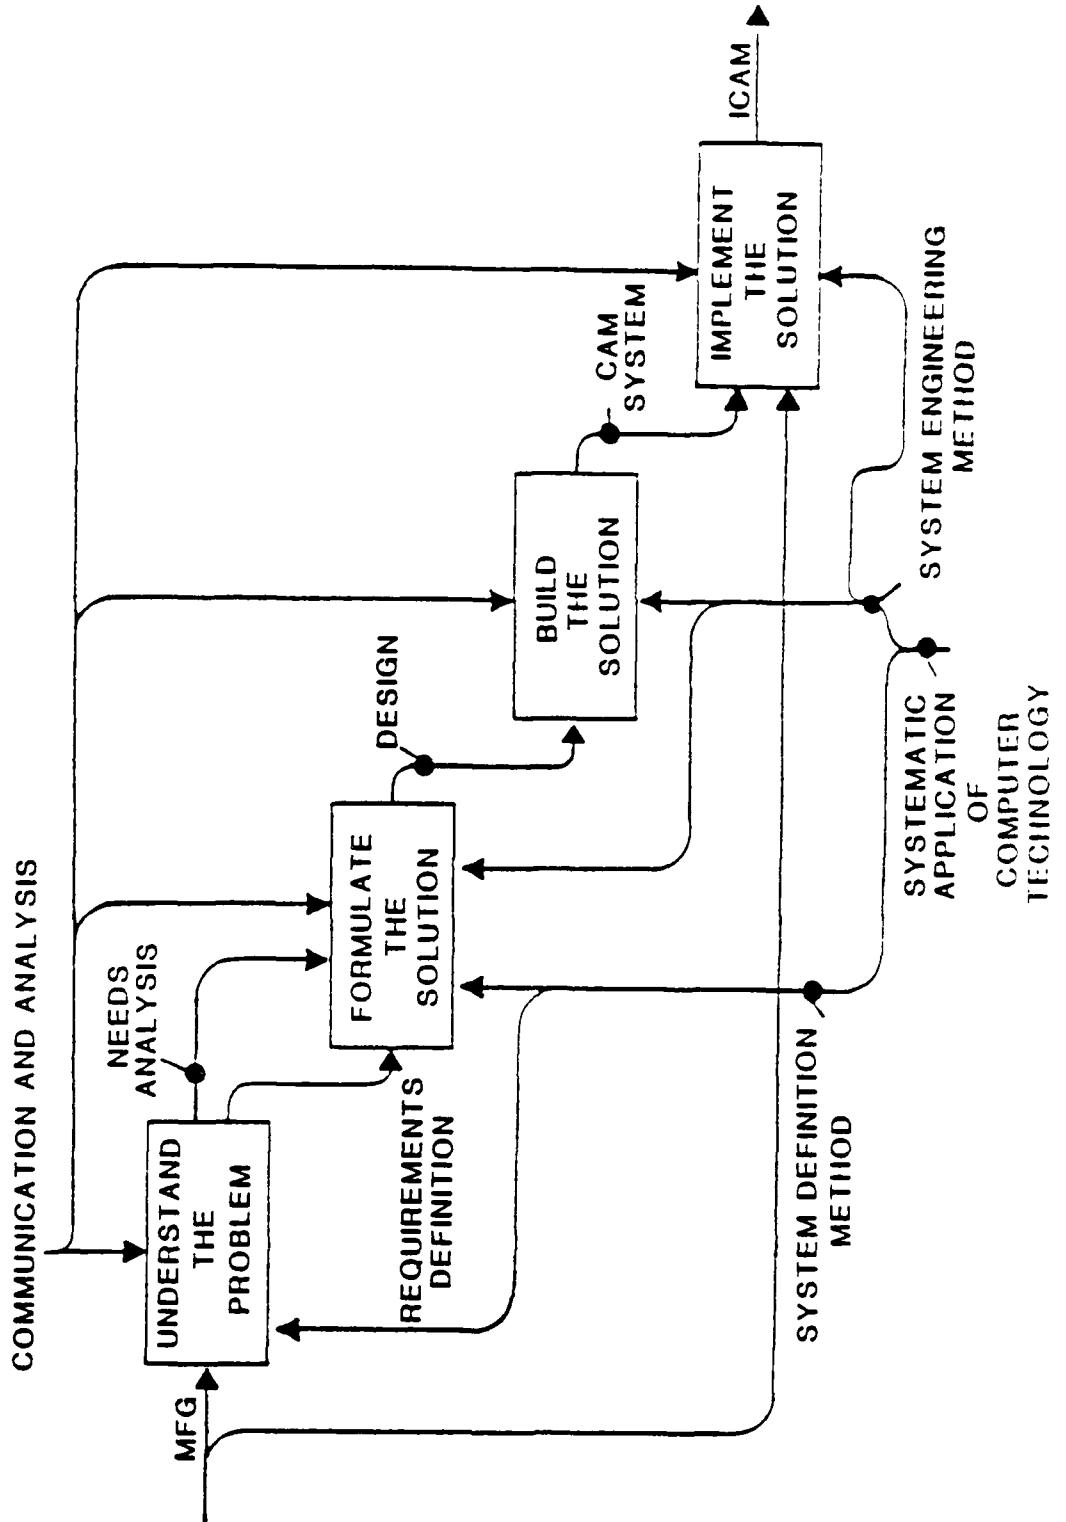 COMMUNICATION AND ANALYSIS
MFG
UNDERSTAND
THE
PROBLEM
NEEDS
ANALYSIS
REQUIREMENTS
DEFINITION
FORMULATE
THE
SOLUTION
DESIGN
BUILD
THE
SOLUTION
CAM
SYSTEM
IMPLEMENT
THE
SOLUTION
ICAM
SYSTEM DEFINITION
METHOD
SYSTEMATIC
APPLICATION
OF
COMPUTER
TECHNOLOGY
SYSTEM ENGINEERING
METHOD